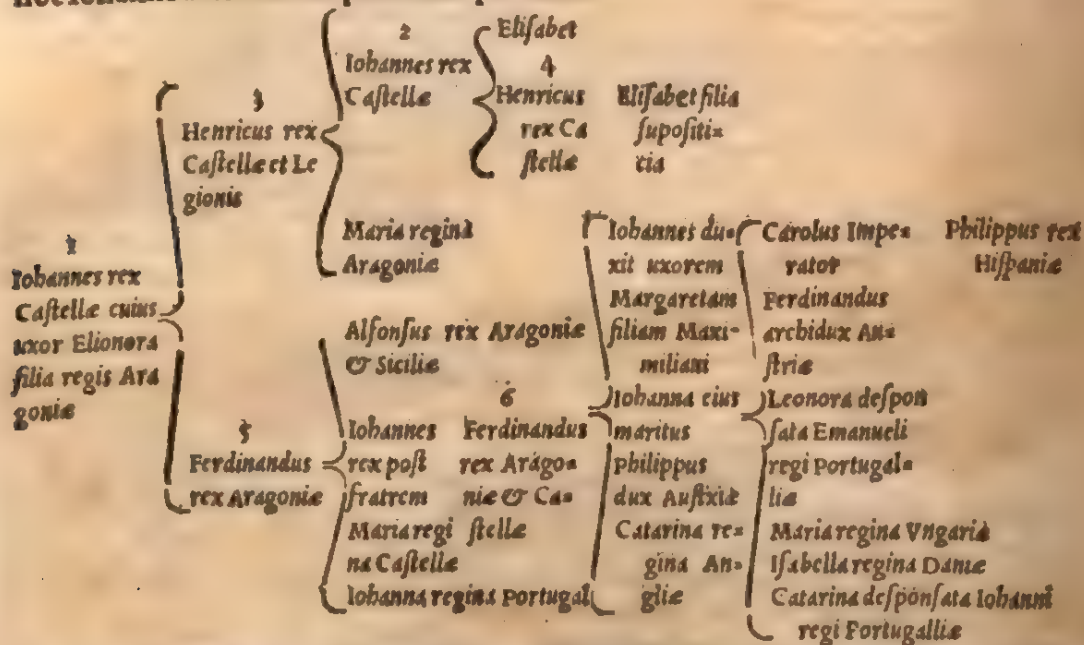 1
Iohannes rex
Castellæ cuius
uxor Elionora
filia regis Ara
goniæ
3
Henricus rex
Castellæ et Le
gionis
5
Ferdinandus
rex Aragoniæ
2
Iohannes rex
Castellæ
Maria regina
Aragoniæ
Elisabet
4
Henricus
rex Ca
stellæ
Elisabet filia
supositi=
cia
Alfonsus rex Aragoniæ
& Siciliæ
Iohannes
rex post
fratrem
Maria regi
na Castellæ
Iohanna regina Portugal
6
Ferdinandus
rex Arago=
niæ & Ca=
stellæ
Iohannes du=
xit uxorem
Margaretam
filiam Maxi-
miliani
Iohanna eius
maritus
Philippus
dux Austxiæ
Catarina re=
gina An=
gliæ
Carolus Impe=
rator
Ferdinandus
archidux Au=
striæ
Leonora despon
sata Emanueli
regi Portugal=
liæ
Maria regina Vngariæ
Isabella regina Daniæ
Catarina desponsata Iohanni
regi Portugalliæ
Philippus rex
Hispaniæ